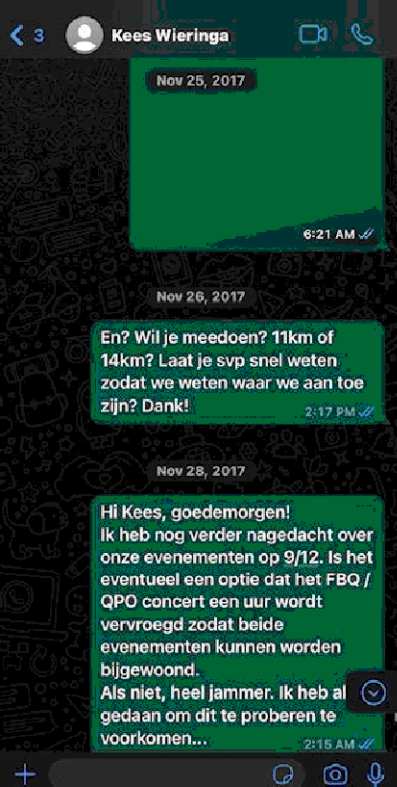 3 Kees Wieringa
Nov 25, 2017
6:21 AM
Nov 26, 2017
En? Wil je meedoen? 11km of
14km? Laat je svp snel weten
zodat we weten waar we aan toe
zijn? Dank!
2:17 PM
Nov 28, 2017
Hi Kees, goedemorgen!
Ik heb nog verder nagedacht over
onze evenementen op 9/12. Is het
eventueel een optie dat het FBQ /
QPO concert een uur wordt
vervroegd zodat beide
evenementen kunnen worden
bijgewoond.
Als niet, heel jammer. Ik heb al
gedaan om dit te proberen te
voorkomen...
2:15 AM